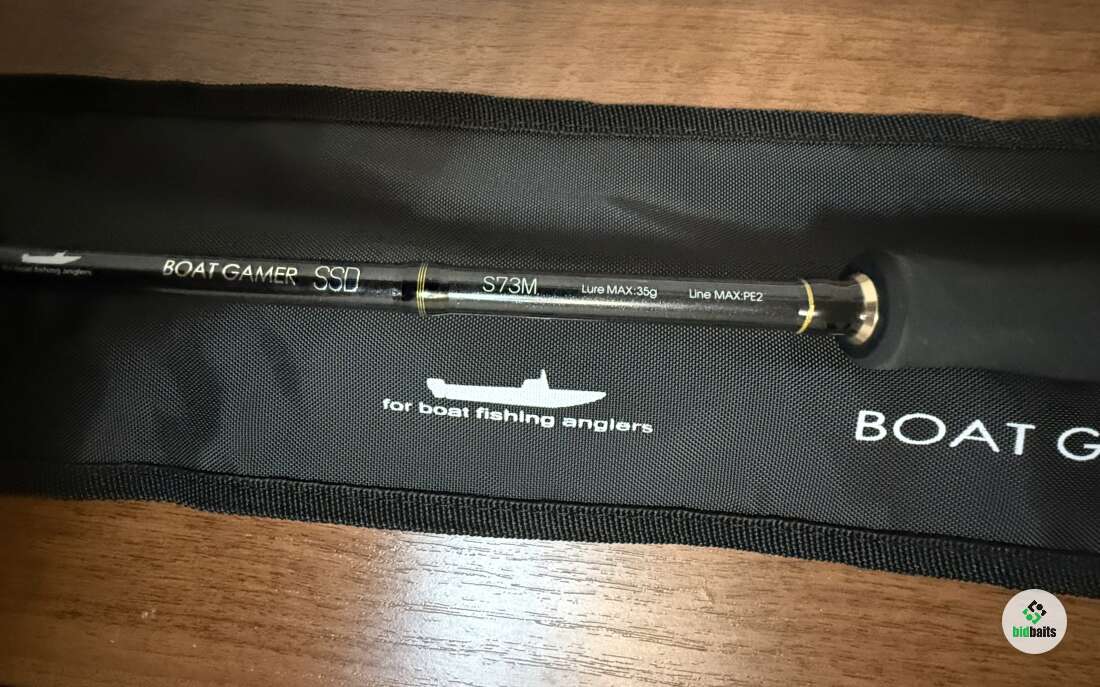 for boat fishing anglers
BOAT GAMER SSD
S73M Lure MAX:35g Line MAX:PE2
for boat fishing anglers
BOAT G
bidbaits